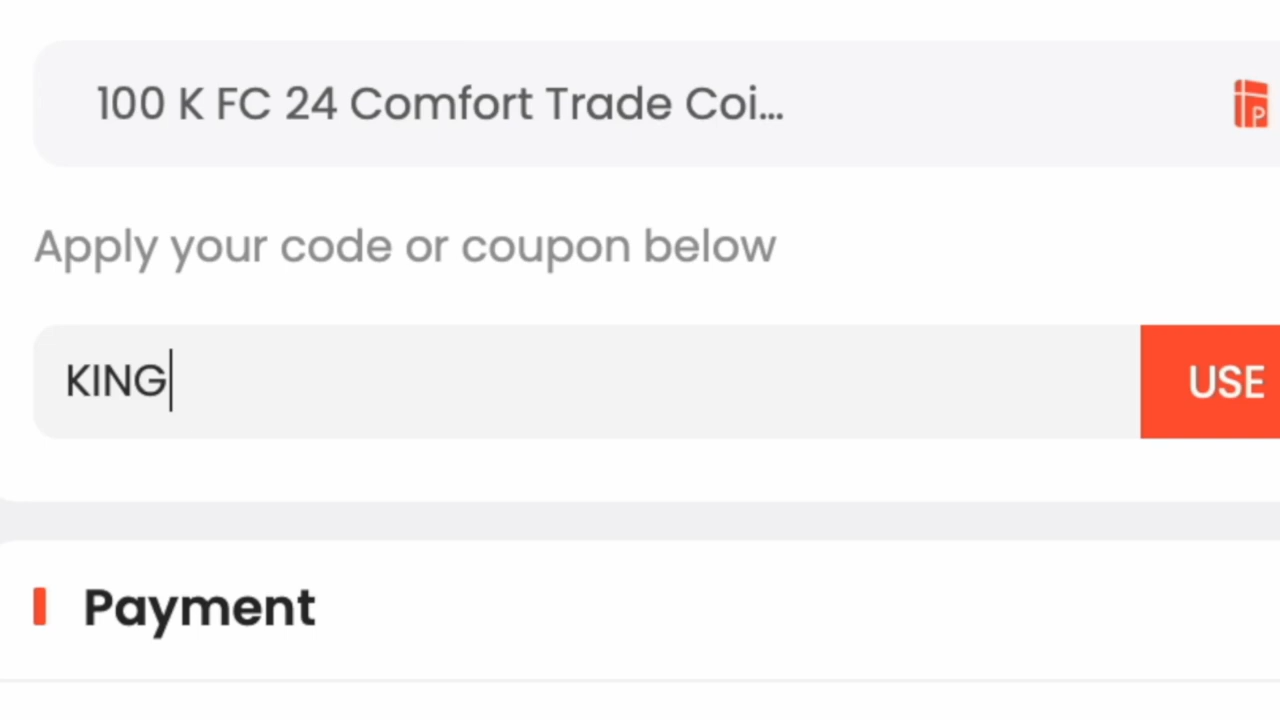 100 K FC 24 Comfort Trade Coi...
P
Apply your code or coupon below
KING
USE
Payment